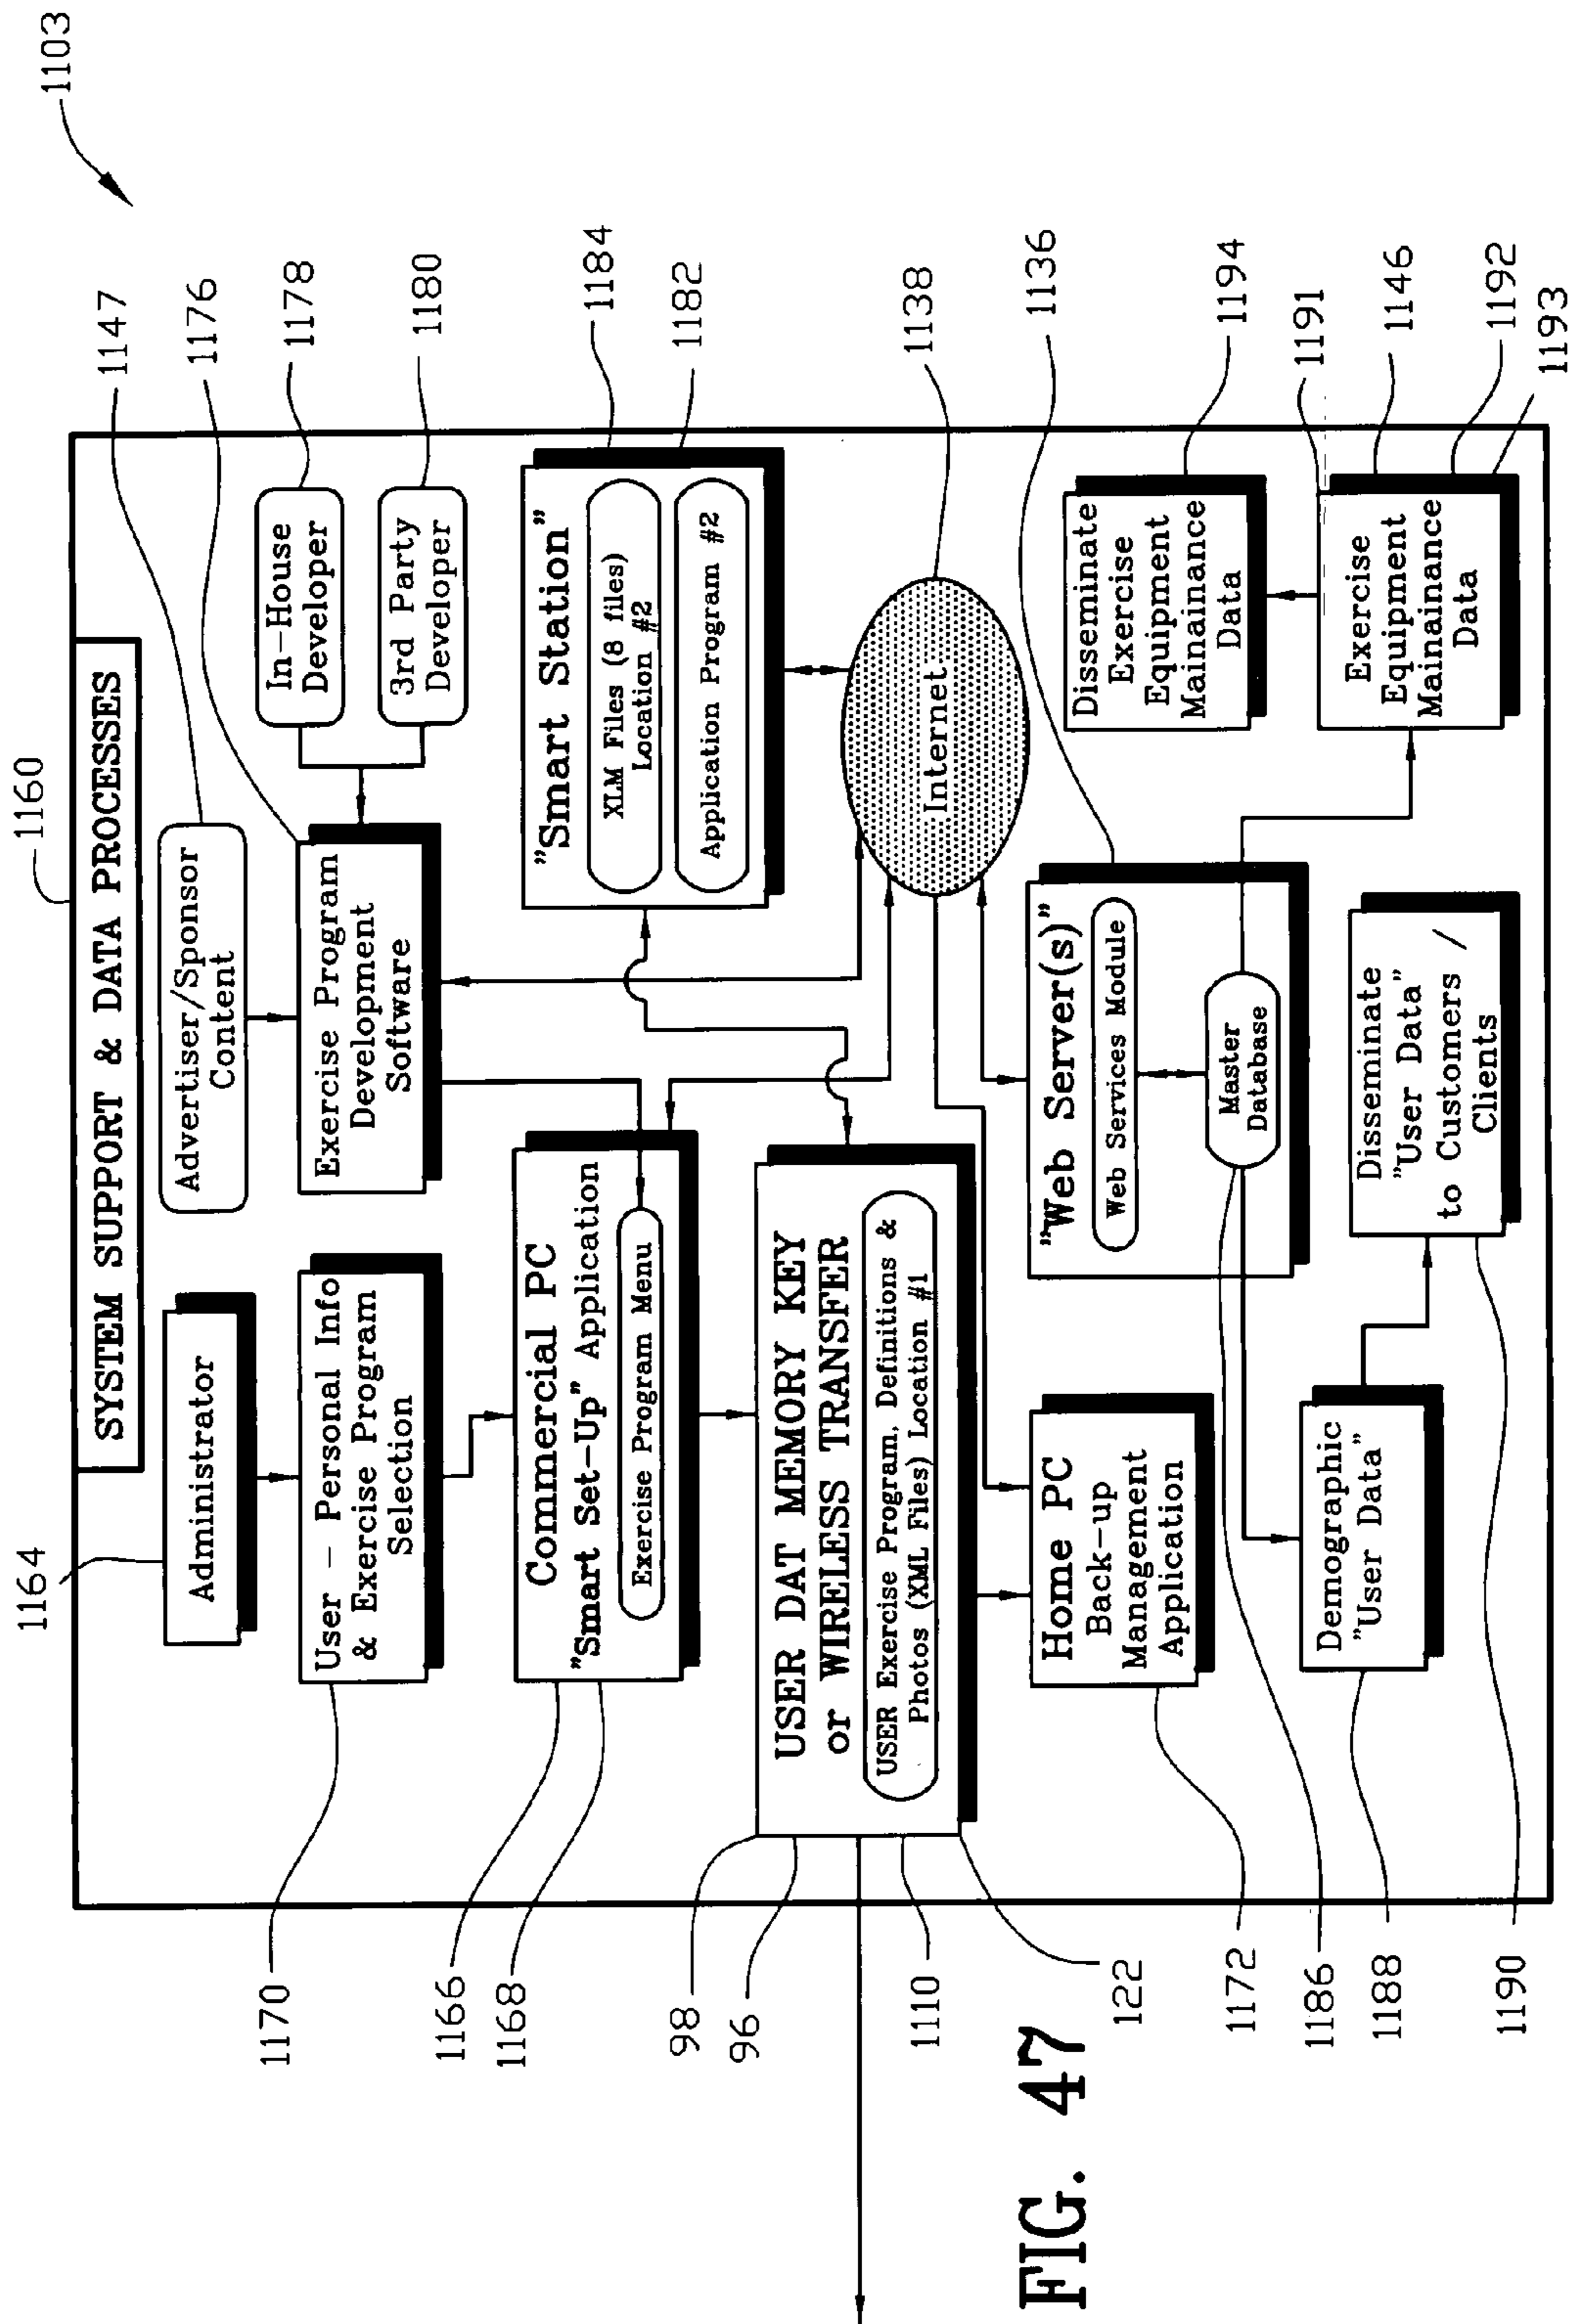 1103
1160
SYSTEM SUPPORT & DATA PROCESSES
1164
Administrator
Advertiser/Sponsor
Content
1147
1176
In-House
Developer
1178
3rd Party
Developer
1180
1170
User - Personal Info
& Exercise Program
Selection
Exercise Program
Development
Software
1166
1168
Commercial PC
"Smart Set-Up" Application
Exercise Program Menu
"Smart Station"
XLM Files (8 files)
Location #2
Application Program #2
1184
1182
98
96
1110
122
USER DAT MEMORY KEY
or WIRELESS TRANSFER
USER Exercise Program, Definitions &
Photos (XML Files) Location #1
Internet
1138
1136
Home PC
Back-up
Management
Application
1172
"Web Server(s)"
Web Services Module
Master
Database
1186
Disseminate
Exercise
Equipment
Mainainance
Data
1194
1191
Demographic
"User Data"
1188
Disseminate
"User Data"
to Customers /
Clients
1190
Exercise
Equipment
Mainainance
Data
1146
1192
1193
FIG. 47